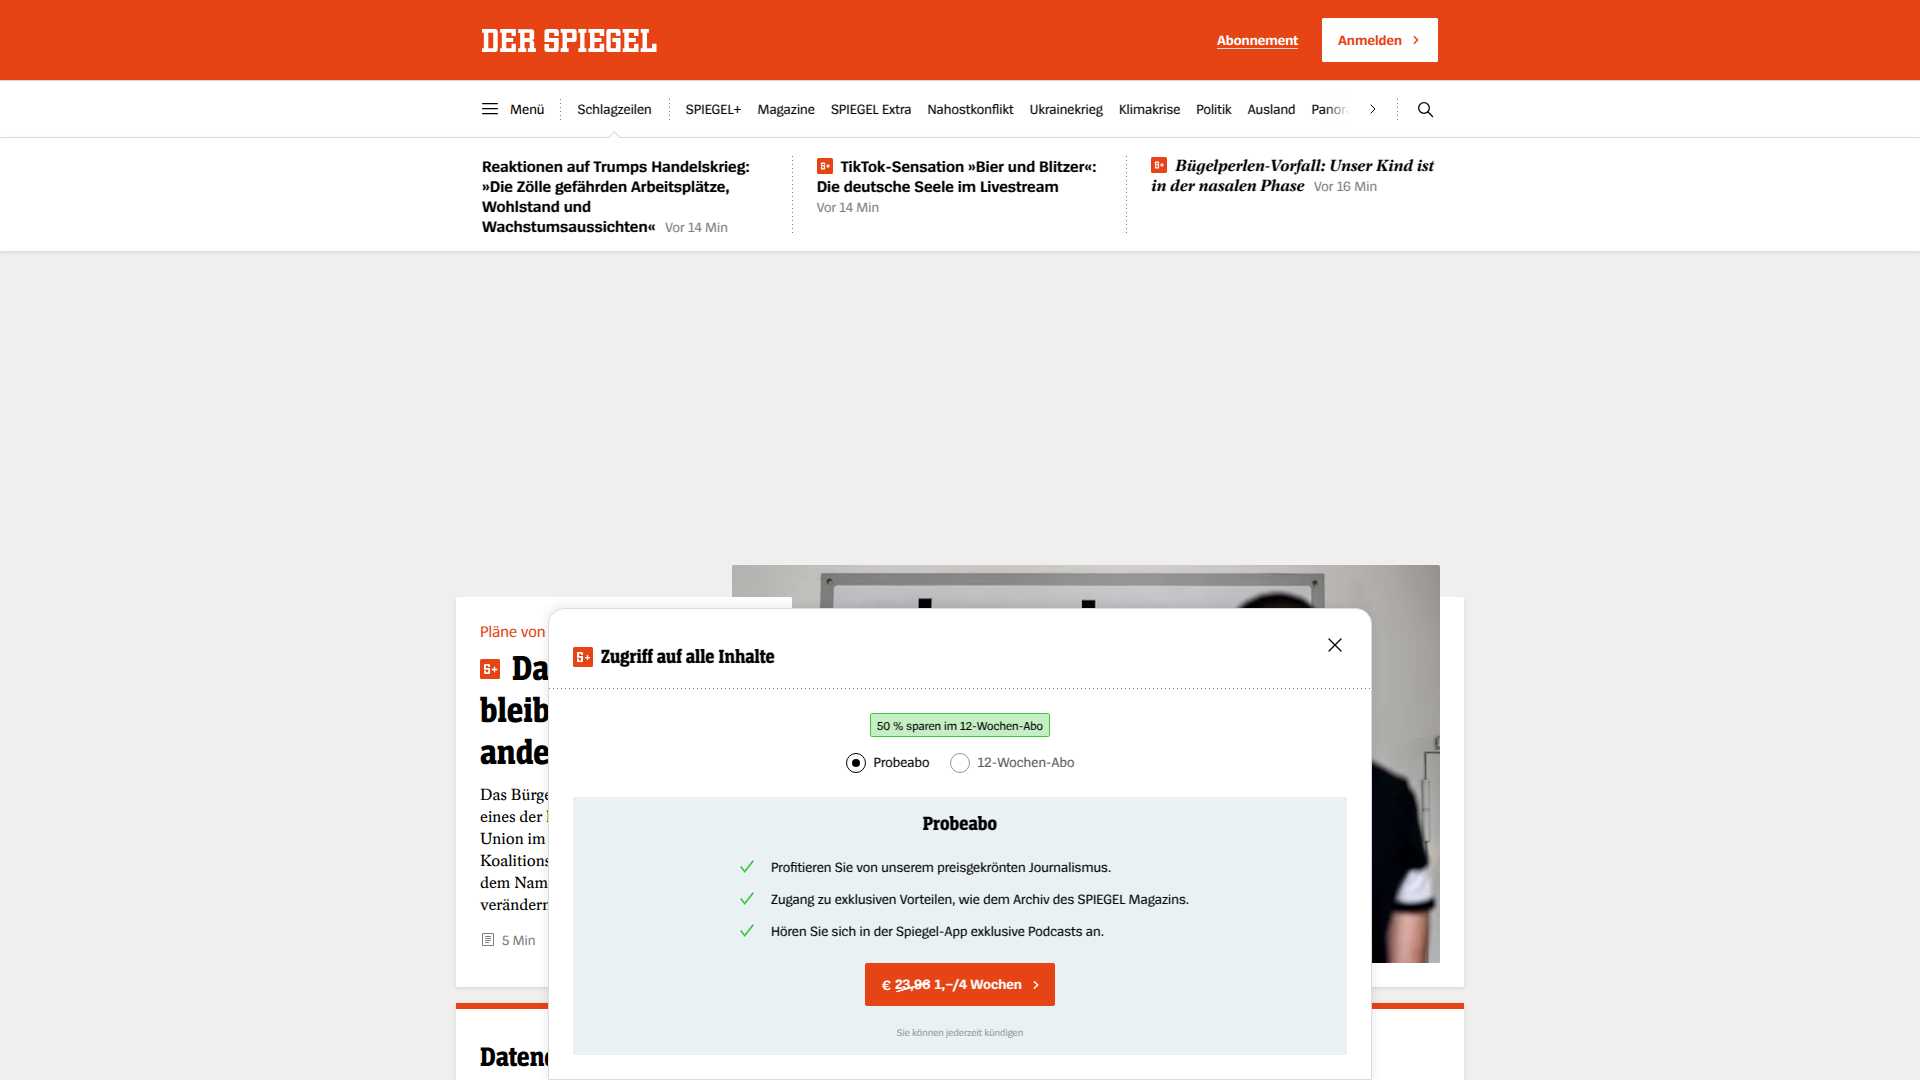 DER SPIEGEL
Abonnement
Anmelden
Menü
Schlagzeilen
SPIEGEL+
Magazine
SPIEGEL Extra
Nahostkonflikt
Ukrainekrieg
Klimakrise
Politik
Ausland
Reaktionen auf Trumps Handelskrieg:
»Die Zölle gefährden Arbeitsplätze,
Wohlstand und
Wachstumsaussichten« Vor 14 Min
TikTok-Sensation »Bier und Blitzer«:
Die deutsche Seele im Livestream
Vor 14 Min
Bügelperlen-Vorfall: Unser Kind ist
in der nasalen Phase Vor 16 Min
Pläne von
Da
bleib
ande
Das Bürge
eines der
Union im
Koalitions
dem Nam
verändern
5 Min
Zugriff auf alle Inhalte
50 % sparen im 12-Wochen-Abo
Probeabo
12-Wochen-Abo
Probeabo
Profitieren Sie von unserem preisgekrönten Journalismus.
Zugang zu exklusiven Vorteilen, wie dem Archiv des SPIEGEL Magazins.
Hören Sie sich in der Spiegel-App exklusive Podcasts an.
€ 23,96 1,–/4 Wochen
Sie können jederzeit kündigen